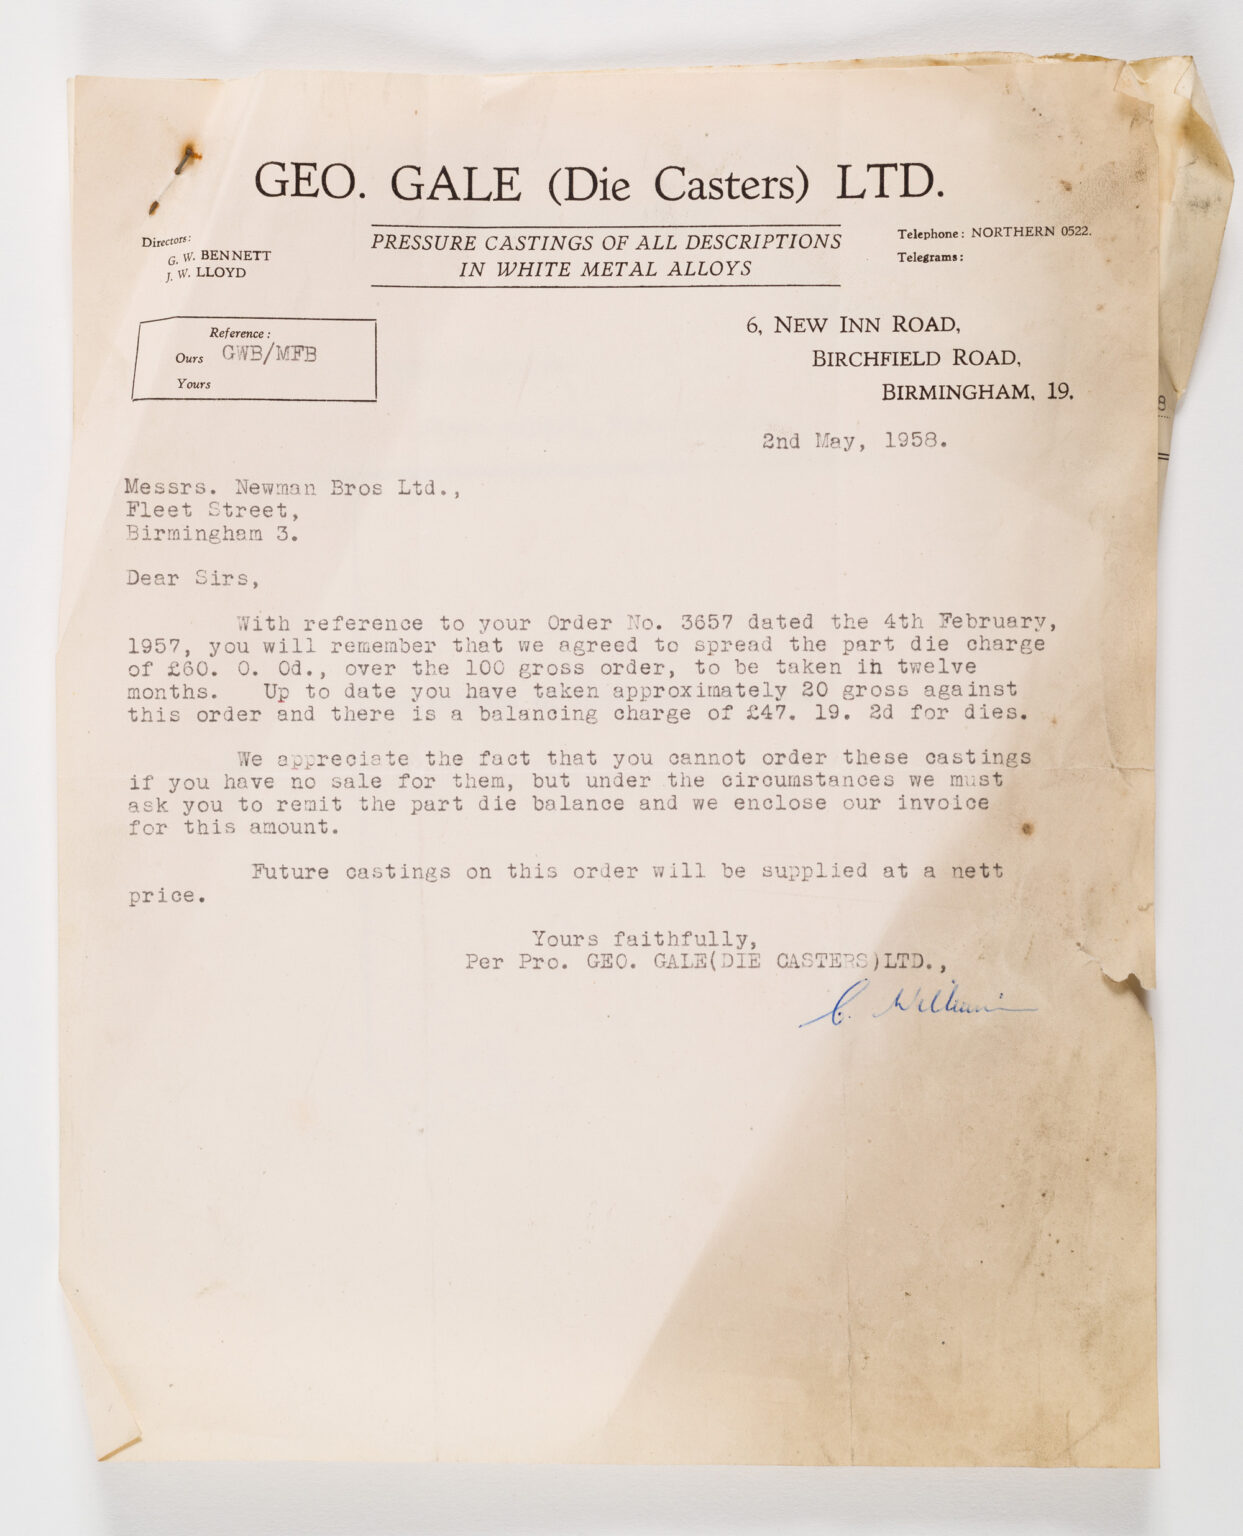 GEO. GALE (Die Casters) LTD.
Directors:
G. W. BENNETT
J. W. LLOYD
PRESSURE CASTINGS OF ALL DESCRIPTIONS
IN WHITE METAL ALLOYS
Telephone: NORTHERN 0522.
Telegrams:
Reference:
Ours GWB/MFB
Yours
6, NEW INN ROAD,
BIRCHFIELD ROAD,
BIRMINGHAM, 19.
8
2nd May, 1958.
Messrs. Newman Bros Ltd.,
Fleet Street,
Birmingham 3.
Dear Sirs,
With reference to your Order No. 3657 dated the 4th February,
1957, you will remember that we agreed to spread the part die charge
of £60. 0. 0d., over the 100 gross order, to be taken in twelve
months. Up to date you have taken approximately 20 gross against
this order and there is a balancing charge of £47. 19. 2d for dies.
We appreciate the fact that you cannot order these castings
if you have no sale for them, but under the circumstances we must
ask you to remit the part die balance and we enclose our invoice
for this amount.
Future castings on this order will be supplied at a nett
price.
Yours faithfully,
Per Pro. GEO. GALE(DIE CASTERS)LTD.,
C.